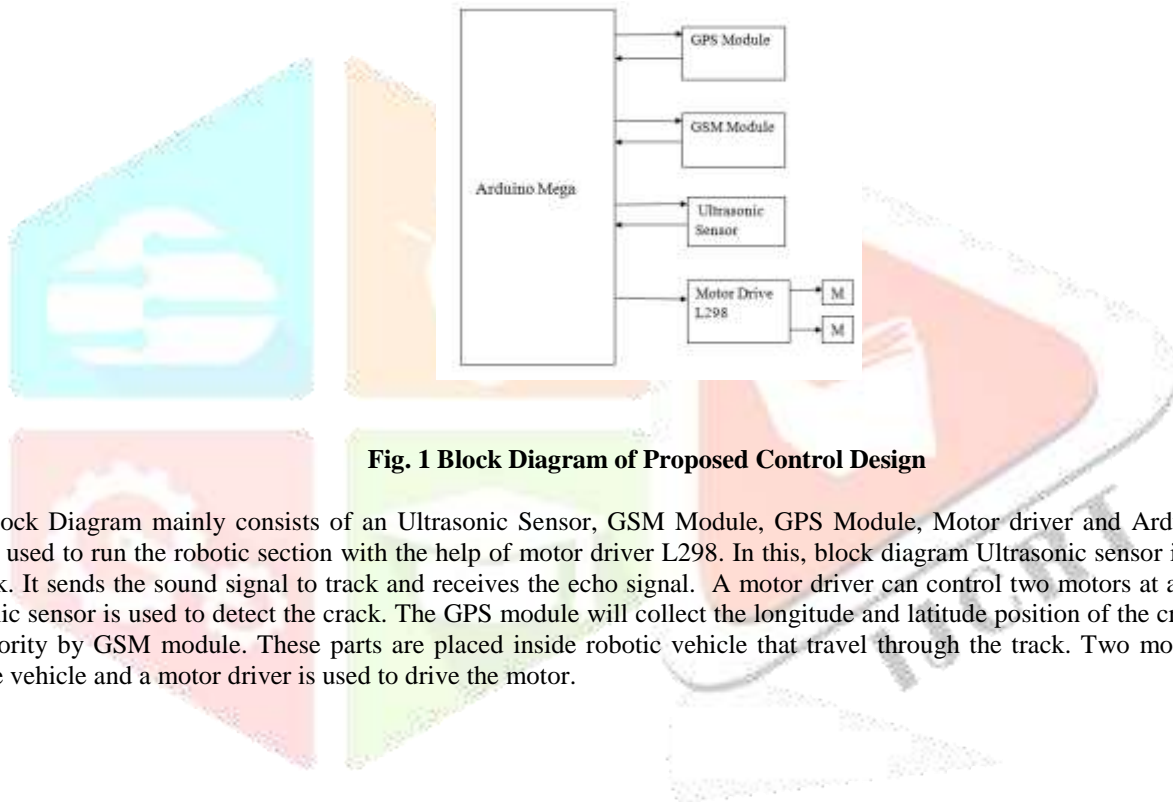 GPS Module
GSM Module
Arduino Mega
Ultrasonic
Sensor
Motor Drive
L298
M
M
Fig. 1 Block Diagram of Proposed Control Design
Block Diagram mainly consists of an Ultrasonic Sensor, GSM Module, GPS Module, Motor driver and
used to run the robotic section with the help of motor driver L298. In this, block diagram Ultrasonic sensor
It sends the sound signal to track and receives the echo signal. A motor driver can control two motors at
sensor is used to detect the crack. The GPS module will collect the longitude and latitude position of the
by GSM module. These parts are placed inside robotic vehicle that travel through the track. Two
vehicle and a motor driver is used to drive the motor.
IJCRT